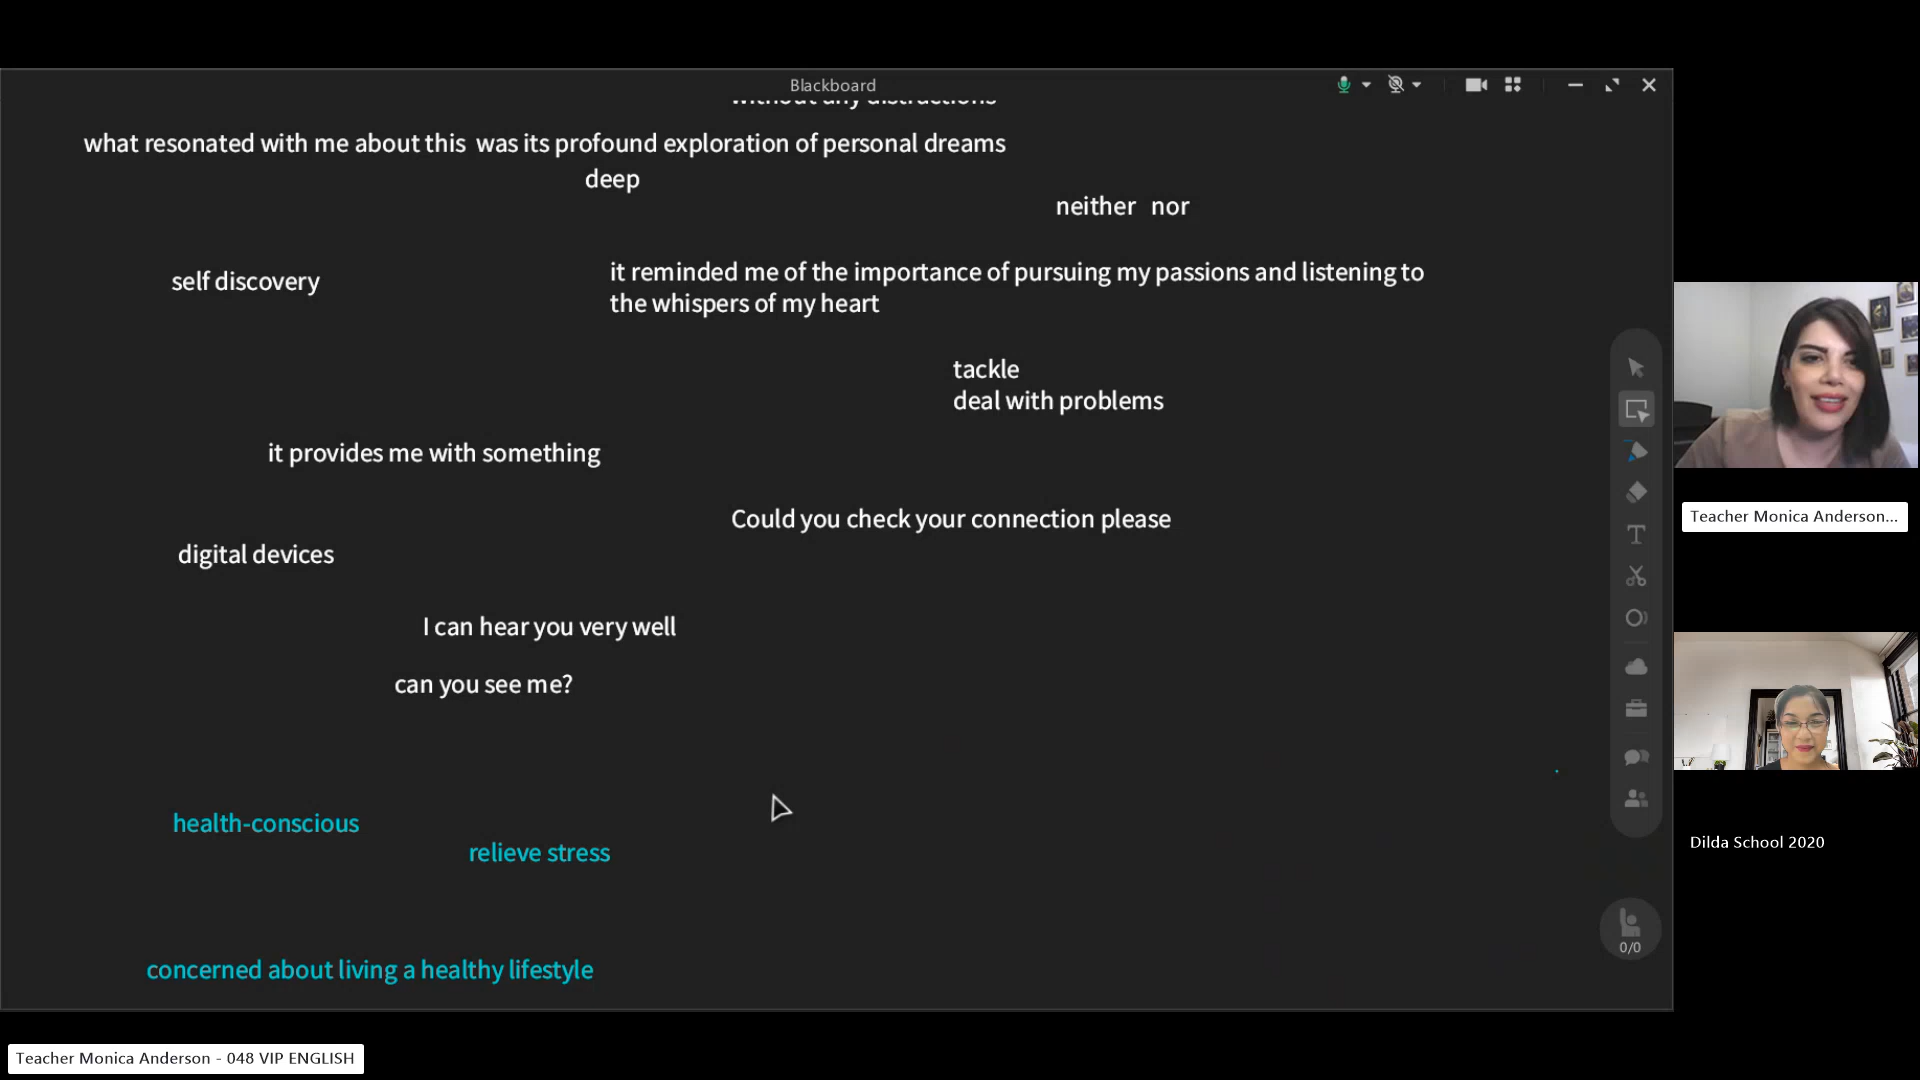 Blackboard
without any distractions
what resonated with me about this was its profound exploration of personal dreams
deep
neither nor
self discovery
it reminded me of the importance of pursuing my passions and listening to
the whispers of my heart
tackle
deal with problems
it provides me with something
Could you check your connection please
digital devices
I can hear you very well
can you see me?
health-conscious
relieve stress
concerned about living a healthy lifestyle
0/0
Teacher Monica Anderson...
Dilda School 2020
Teacher Monica Anderson - 048 VIP ENGLISH